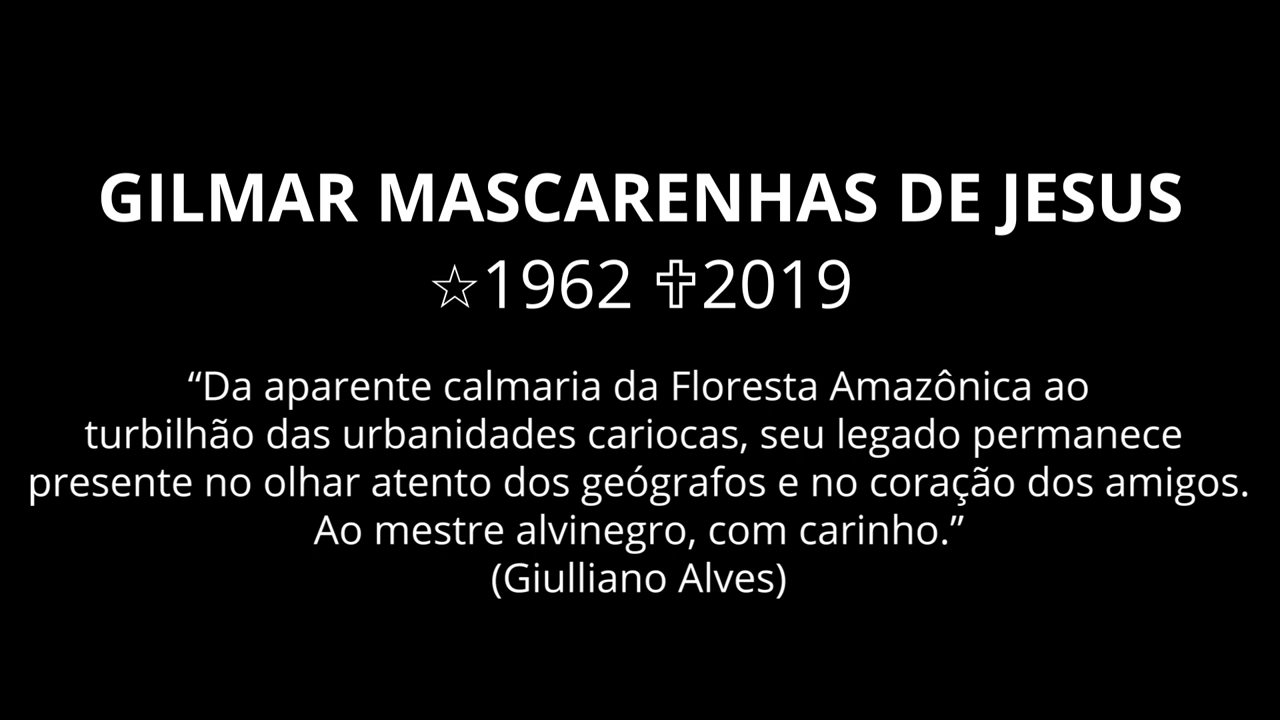 GILMAR MASCARENHAS DE JESUS
☆1962 ✞2019
“Da aparente calmaria da Floresta Amazônica ao
turbilhão das urbanidades cariocas, seu legado permanece
presente no olhar atento dos geógrafos e no coração dos amigos.
Ao mestre alvinegro, com carinho.”
(Giulliano Alves)